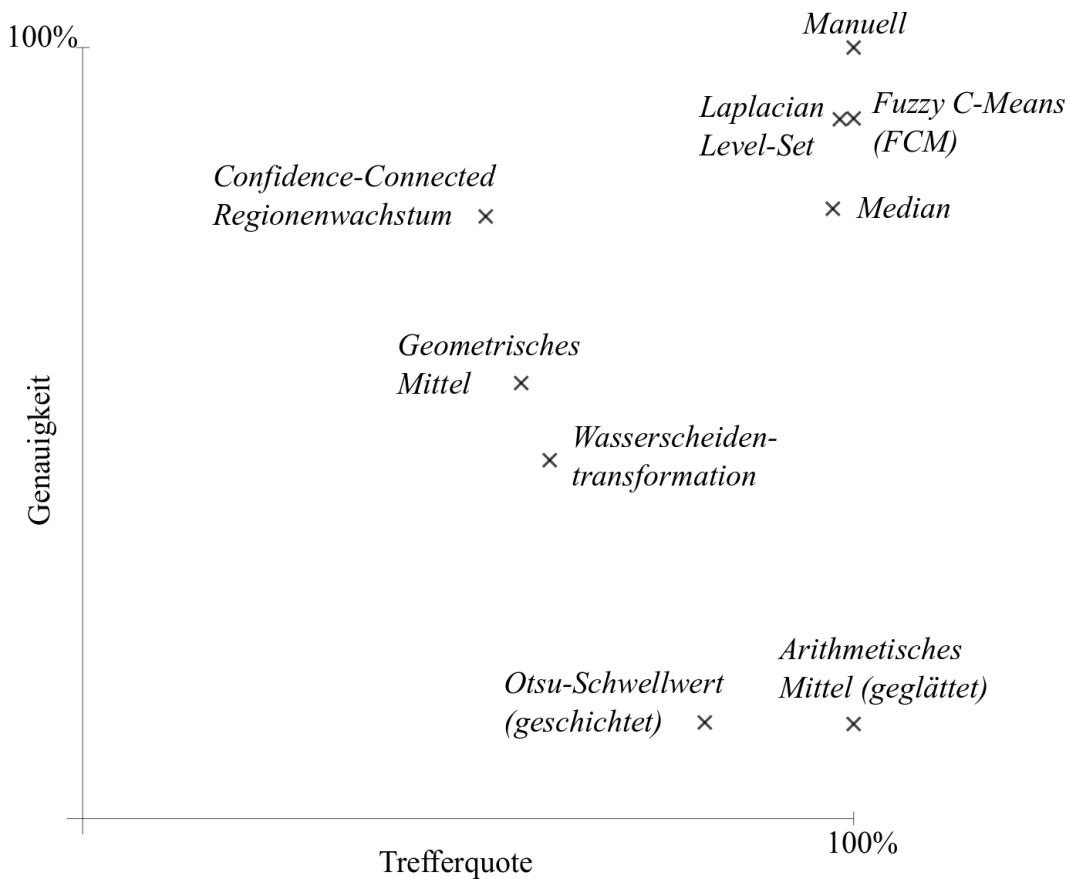 Manuell
100%
Laplacian
Level-Set
Fuzzy C-Means
(FCM)
Confidence-Connected
Regionenwachstum
Median
Geometrisches
Mittel
Wasserscheiden-
transformation
Genauigkeit
Arithmetisches
Mittel (geglättet)
Otsu-Schwellwert
(geschichtet)
100%
Trefferquote